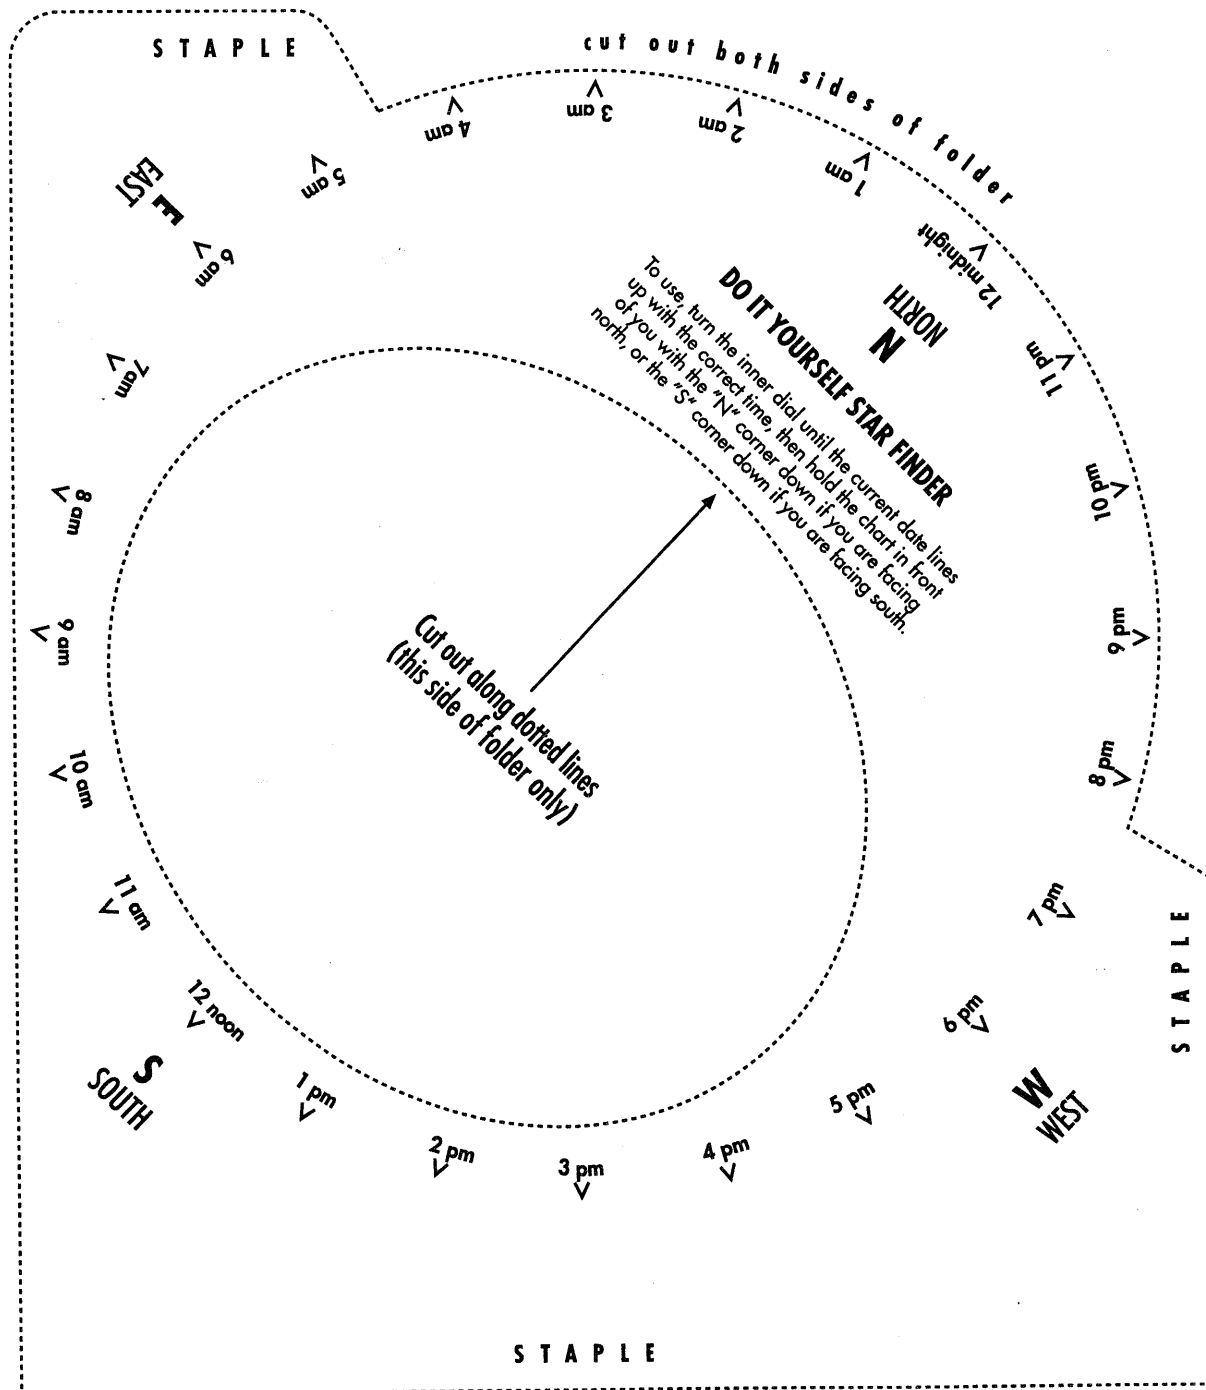 STAPLE
cut out both sides of folder
3 am
2 am
1 am
12 midnight
11 pm
10 pm
9 pm
8 pm
7 pm
6 pm
5 pm
4 pm
3 pm
2 pm
1 pm
12 noon
11 am
10 am
9 am
8 am
7am
6 am
5 am
4 am
EAST
E
NORTH
N
DO IT YOURSELF STAR FINDER
To use, turn the inner dial until the current date lines
up with the correct time, then hold the chart in front
of you with the "N" corner down if you are facing
north, or the "S" corner down if you are facing south.
Cut out along dotted lines
(this side of folder only)
S
SOUTH
W
WEST
STAPLE
STAPLE